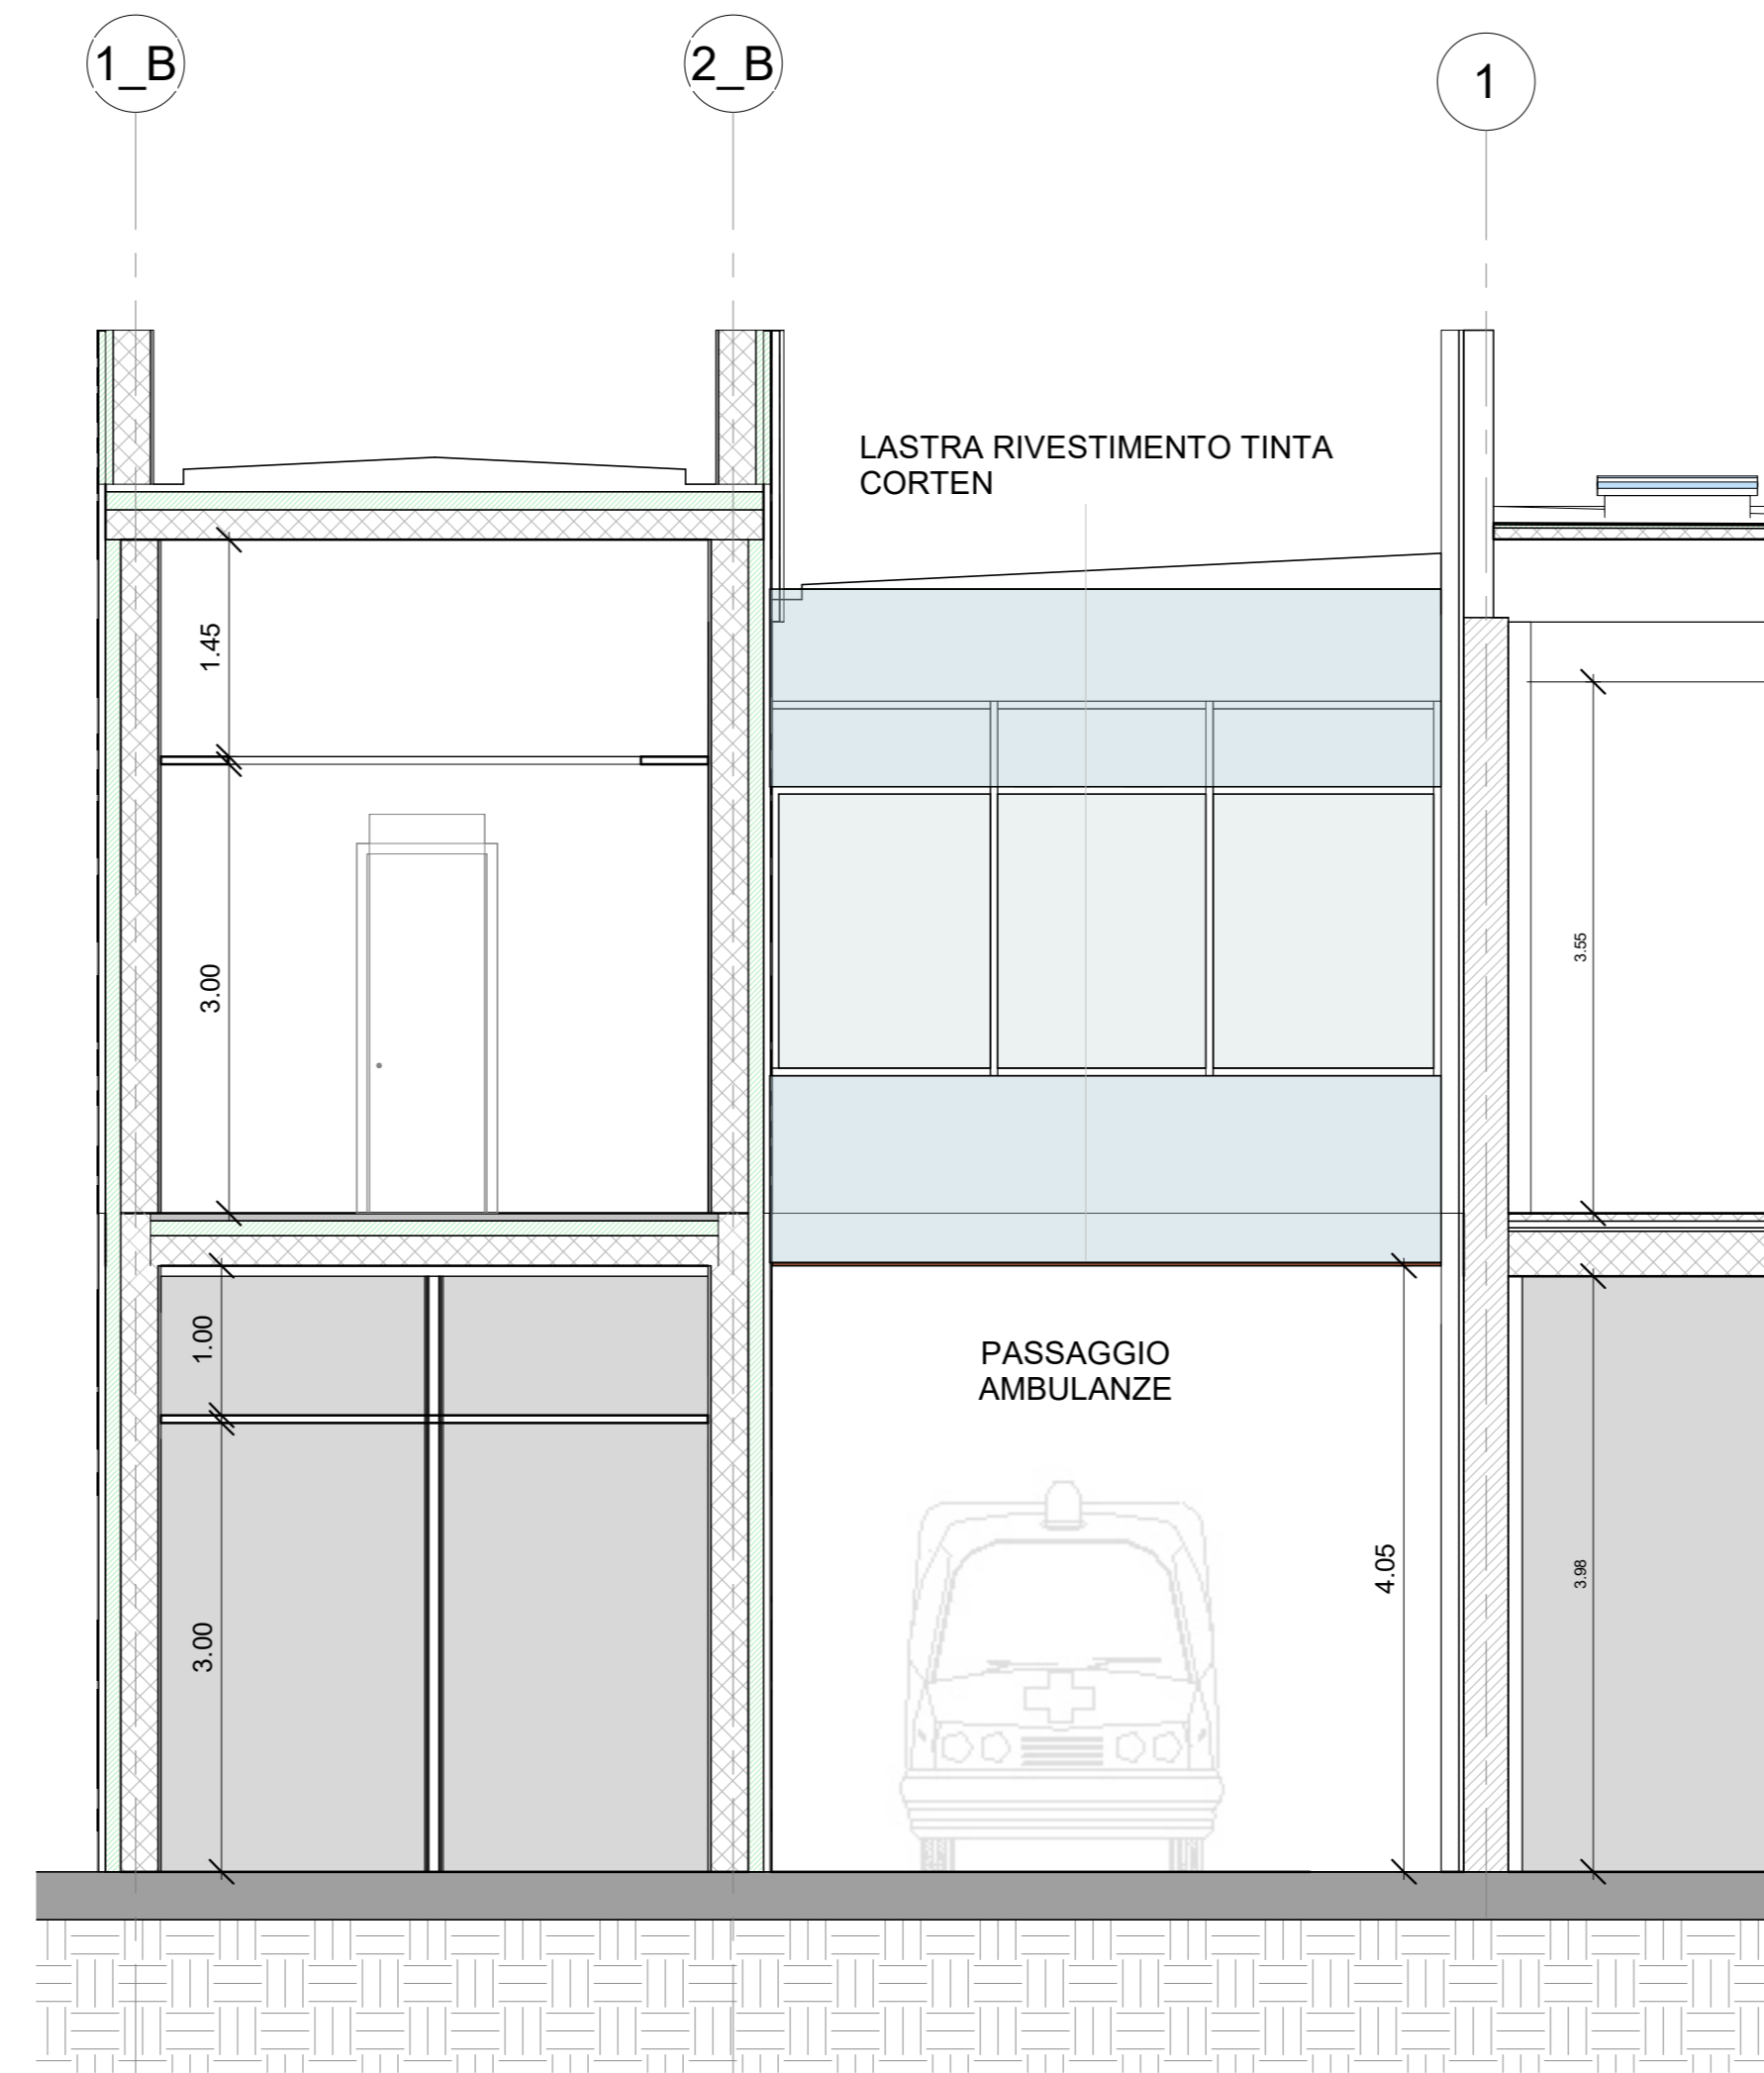 1_B
2_B
1
LASTRA RIVESTIMENTO TINTA
CORTEN
1.45
3.00
3.55
1.00
PASSAGGIO
AMBULANZE
3.00
4.05
3.98